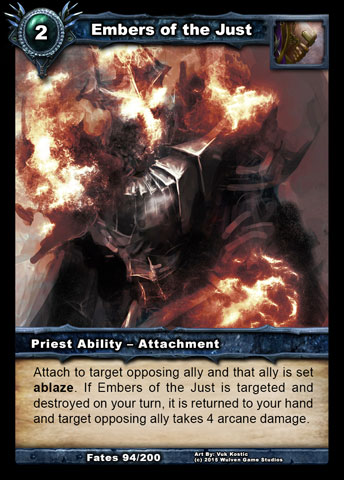 2
Embers of the Just
Priest Ability – Attachment
Attach to target opposing ally and that ally is set
ablaze. If Embers of the Just is targeted and
destroyed on your turn, it is returned to your hand
and target opposing ally takes 4 arcane damage.
Fates 94/200
Art By: Vuk Kostic
(c) 2015 Wulven Game Studios